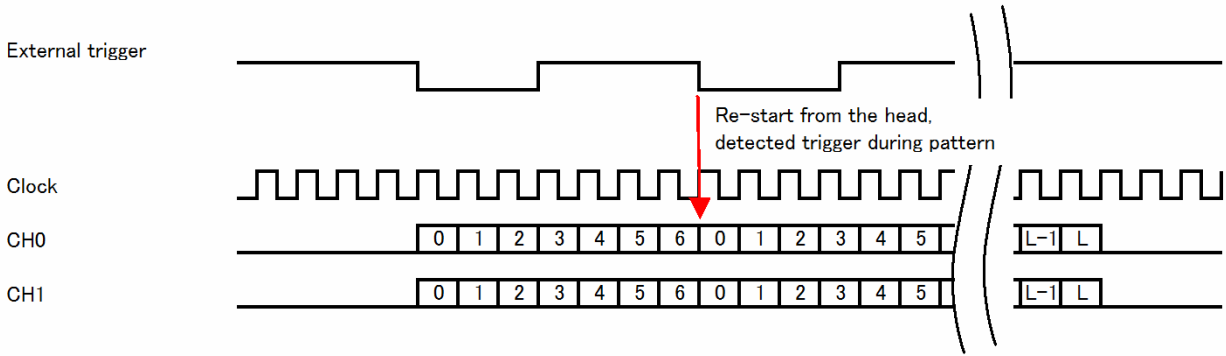 External trigger
Re-start from the head,
detected trigger during pattern
Clock
CH0 0 1 2 3 4 5 6 0 1 2 3 4 5 L-1 L
CH1 0 1 2 3 4 5 6 0 1 2 3 4 5 L-1 L